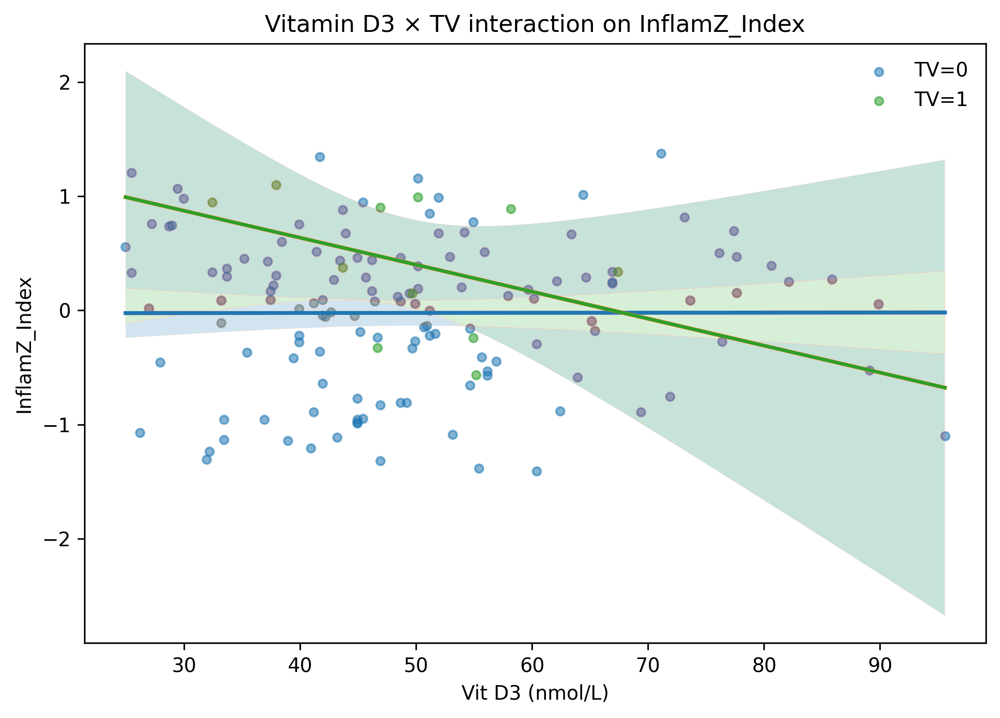 Vitamin D3 × TV interaction on InflamZ_Index
TV=0
TV=1
InflamZ_Index
2
1
0
−1
−2
30 40 50 60 70 80 90
Vit D3 (nmol/L)